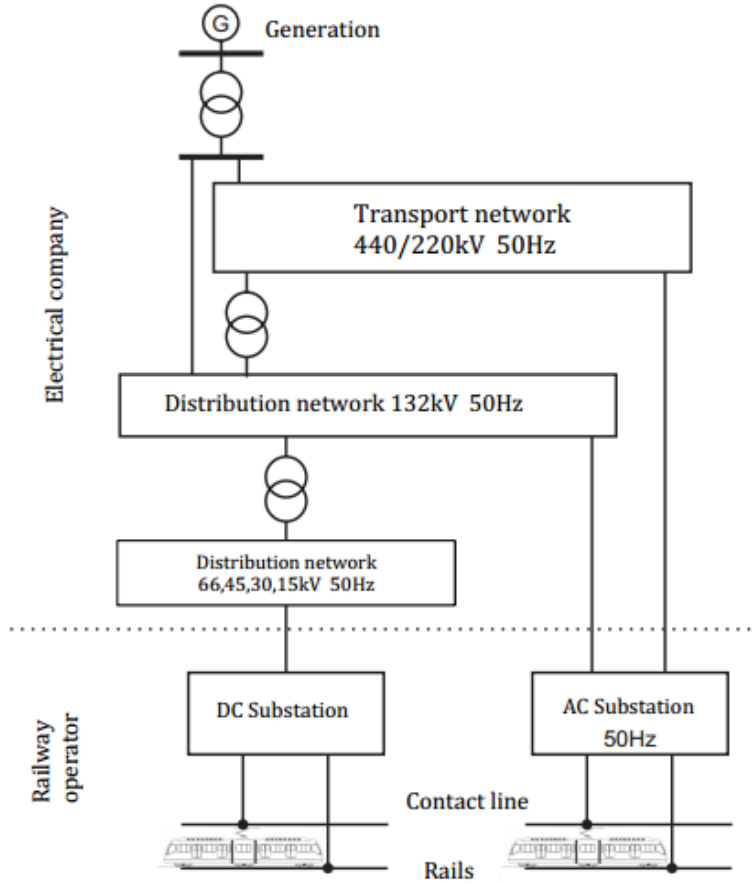 G
Generation
Transport network
440/220kV 50Hz
Electrical company
Distribution network 132kV 50Hz
Distribution network
66,45,30,15kV 50Hz
Railway
operator
DC Substation
AC Substation
50Hz
Contact line
Rails